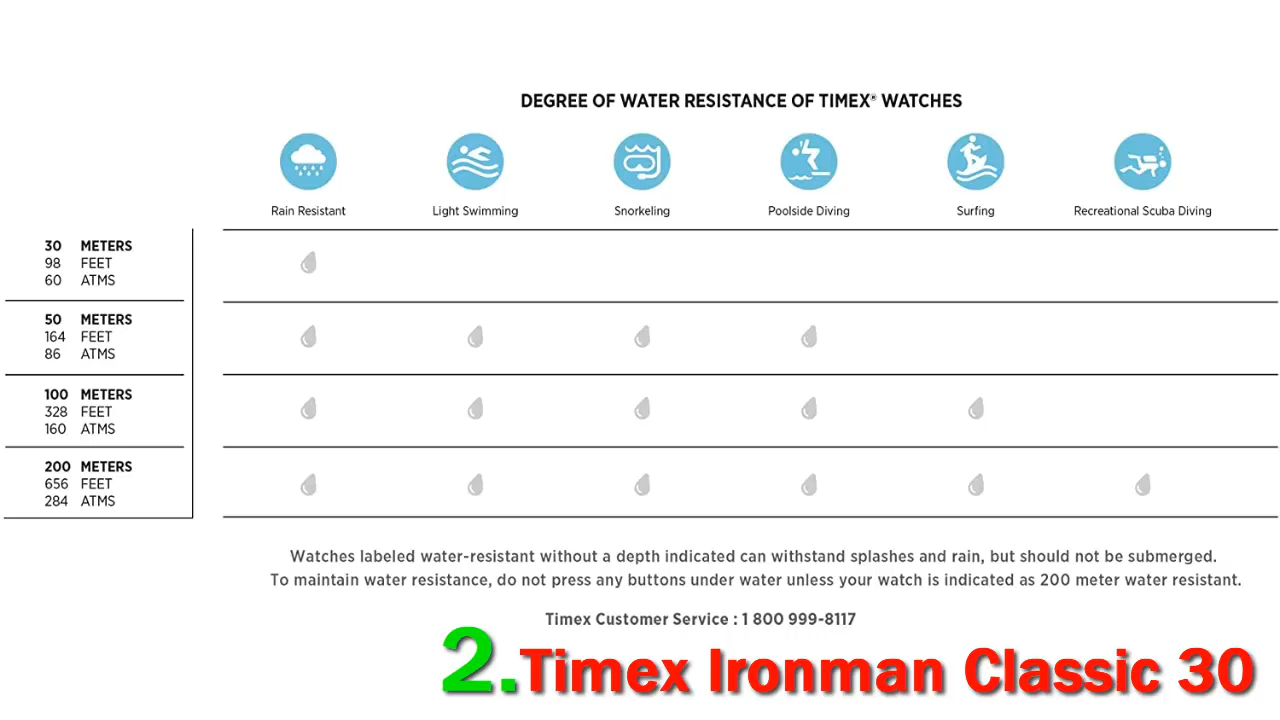 DEGREE OF WATER RESISTANCE OF TIMEX® WATCHES
Rain Resistant Light Swimming Snorkeling Poolside Diving Surfing Recreational Scuba Diving
30 METERS
98 FEET
60 ATMS
50 METERS
164 FEET
86 ATMS
100 METERS
328 FEET
160 ATMS
200 METERS
656 FEET
284 ATMS
Watches labeled water-resistant without a depth indicated can withstand splashes and rain, but should not be submerged.
To maintain water resistance, do not press any buttons under water unless your watch is indicated as 200 meter water resistant.
Timex Customer Service : 1 800 999-8117
2.Timex Ironman Classic 30